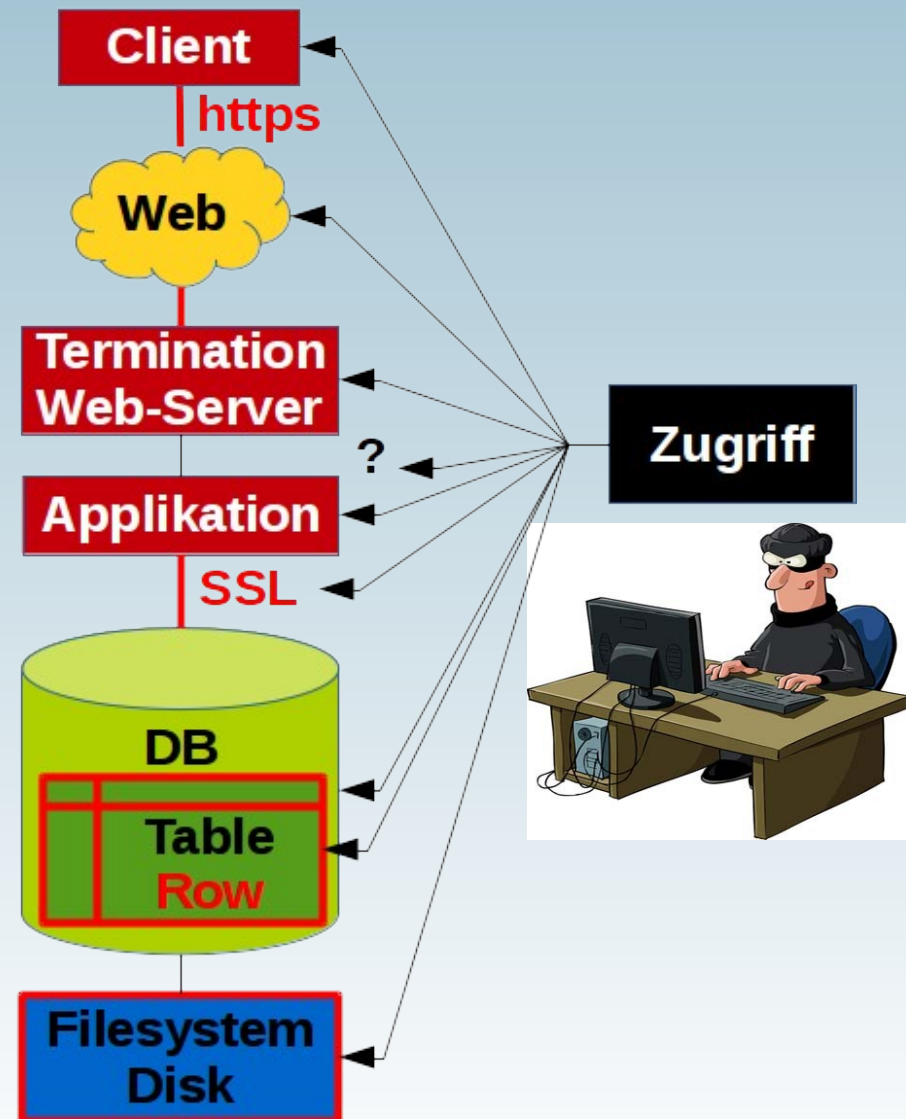 Client
https
Web
Termination
Web-Server
?
Zugriff
Applikation
SSL
DB
Table
Row
Filesystem
Disk